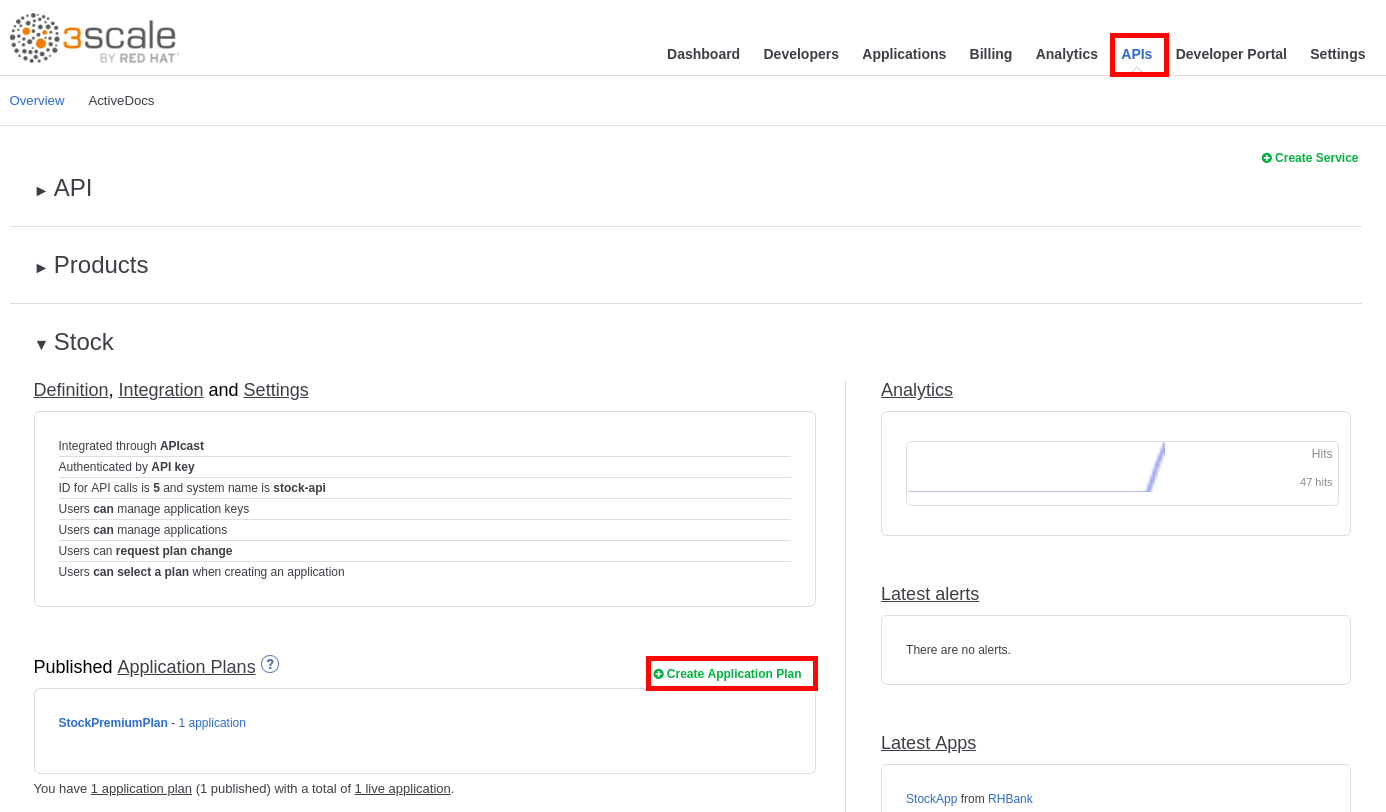 3scale
BY RED HAT
Dashboard Developers Applications Billing Analytics APIs Developer Portal Settings
Overview ActiveDocs
Create Service
► API
► Products
▼ Stock
Definition, Integration and Settings
Integrated through APIcast
Authenticated by API key
ID for API calls is 5 and system name is stock-api
Users can manage application keys
Users can manage applications
Users can request plan change
Users can select a plan when creating an application
Published Application Plans ?
Create Application Plan
StockPremiumPlan - 1 application
You have 1 application plan (1 published) with a total of 1 live application.
Analytics
Hits
47 hits
Latest alerts
There are no alerts.
Latest Apps
StockApp from RHBank